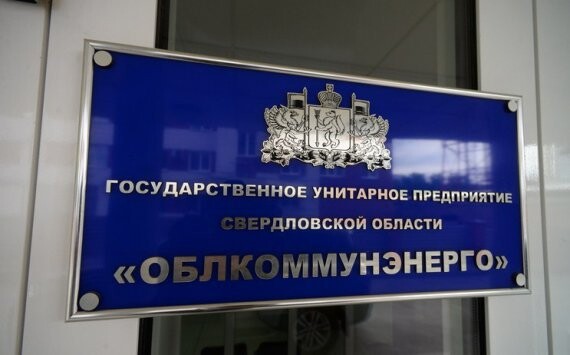 ГОСУДАРСТВЕННОЕ УНИТАРНОЕ ПРЕДПРИЯТИЕ
СВЕРДЛОВСКОЙ ОБЛАСТИ
«ОБЛКОММУНЭНЕРГО»